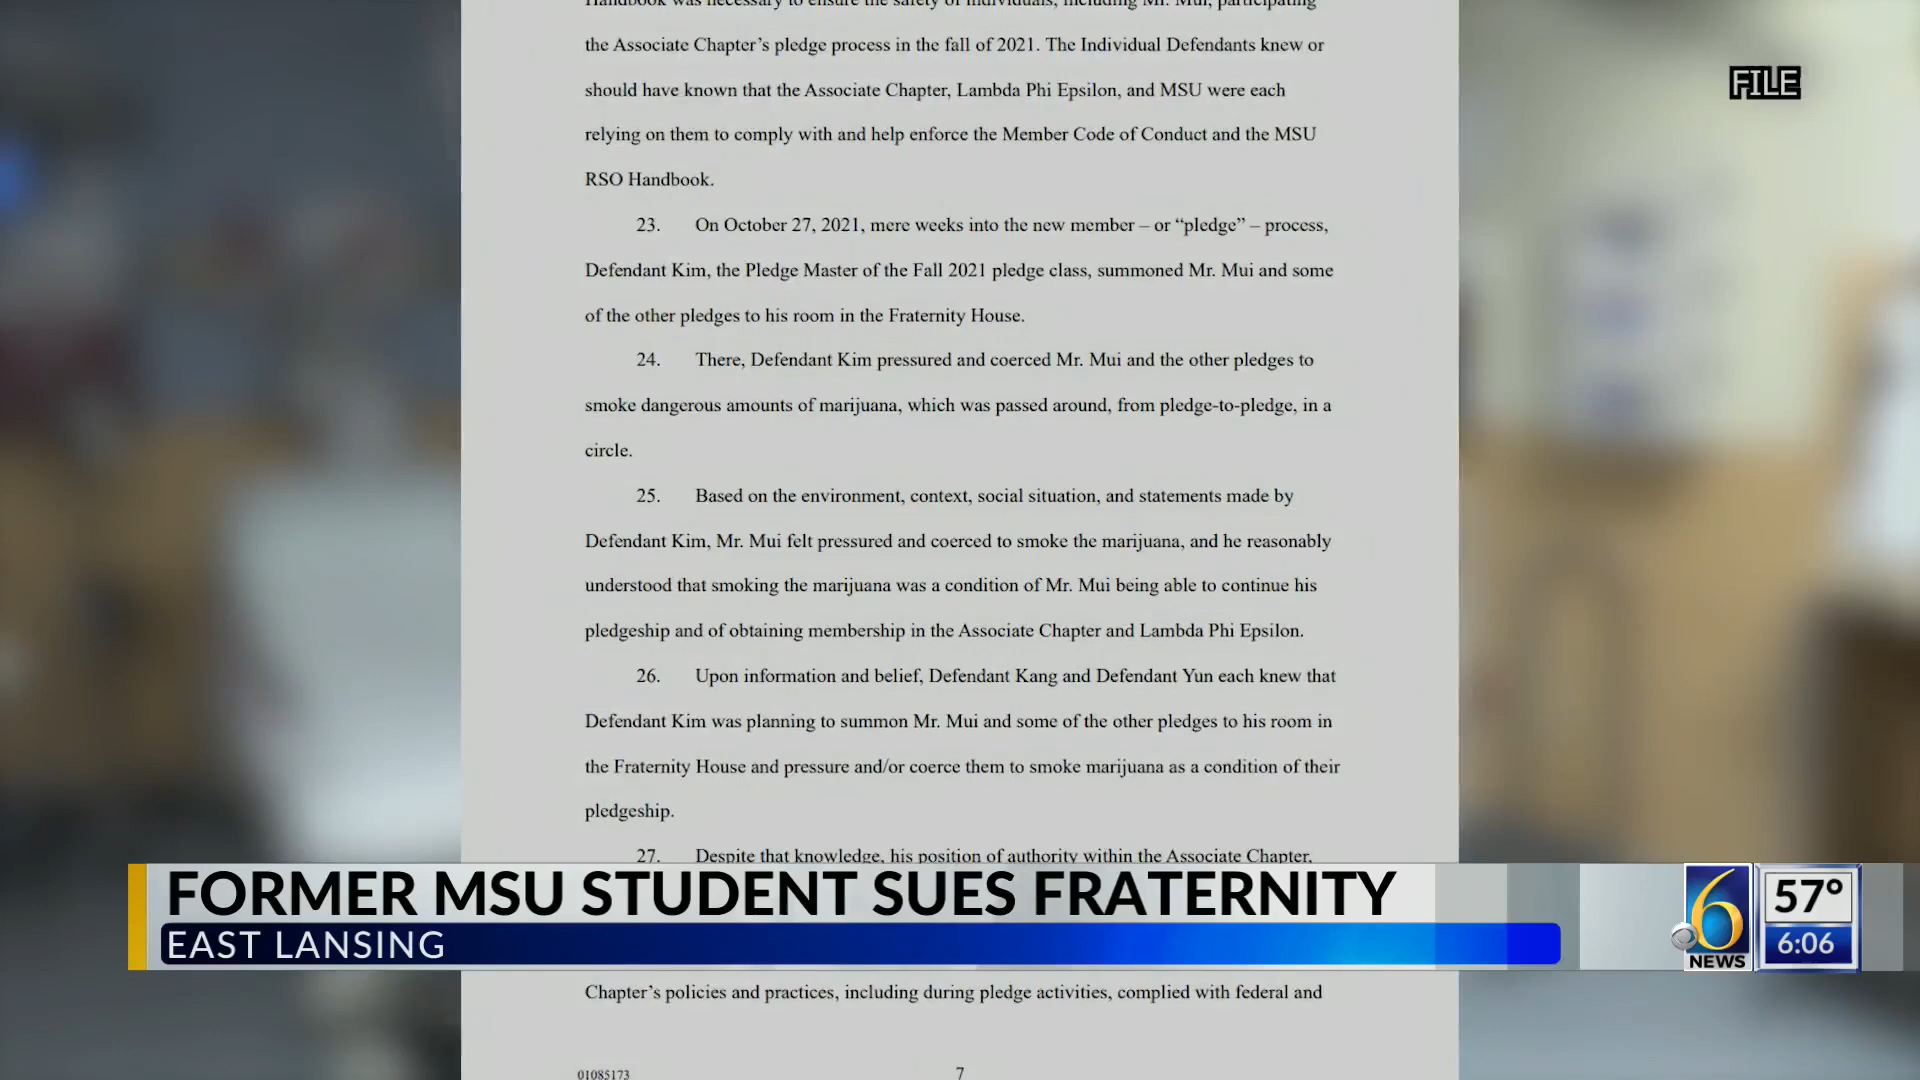 Handbook was necessary to ensure the safety of individuals, including Mr. Mui, participating
the Associate Chapter’s pledge process in the fall of 2021. The Individual Defendants knew or
should have known that the Associate Chapter, Lambda Phi Epsilon, and MSU were each
relying on them to comply with and help enforce the Member Code of Conduct and the MSU
RSO Handbook.
23. On October 27, 2021, mere weeks into the new member – or “pledge” – process,
Defendant Kim, the Pledge Master of the Fall 2021 pledge class, summoned Mr. Mui and some
of the other pledges to his room in the Fraternity House.
24. There, Defendant Kim pressured and coerced Mr. Mui and the other pledges to
smoke dangerous amounts of marijuana, which was passed around, from pledge-to-pledge, in a
circle.
25. Based on the environment, context, social situation, and statements made by
Defendant Kim, Mr. Mui felt pressured and coerced to smoke the marijuana, and he reasonably
understood that smoking the marijuana was a condition of Mr. Mui being able to continue his
pledgeship and of obtaining membership in the Associate Chapter and Lambda Phi Epsilon.
26. Upon information and belief, Defendant Kang and Defendant Yun each knew that
Defendant Kim was planning to summon Mr. Mui and some of the other pledges to his room in
the Fraternity House and pressure and/or coerce them to smoke marijuana as a condition of their
pledgeship.
27. Despite that knowledge, his position of authority within the Associate Chapter,
Chapter’s policies and practices, including during pledge activities, complied with federal and
01085173
7
FILE
FORMER MSU STUDENT SUES FRATERNITY
EAST LANSING
6
NEWS
57°
6:06